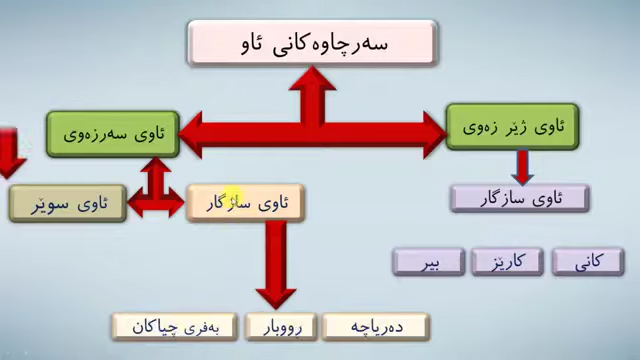 سەرچاوەکانی ئاو
ئاوی ژێر زەوی
ئاوی سەرزەوی
ئاوی سازگار
ئاوی سازگار
ئاوی سوێر
کانی
کارێز
بیر
دەریاچە
ڕووبار
بەفری چیاکان